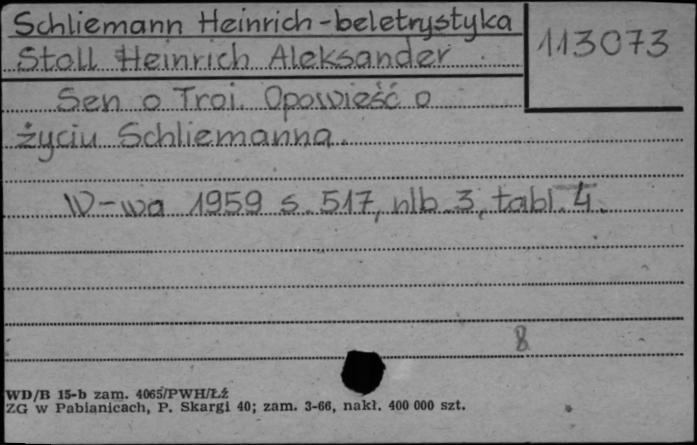 Schliemann Heinrich - beletrystyka
113073
Stoll Heinrich Aleksander
Sen o Troi. Opowieść o
życiu Schliemanna.
W-wa 1959 s. 517, nlb. 3, tabl. 4.
8
WD/B 15-b zam. 4065/PWH/Łź
ZG w Pabianicach, P. Skargi 40; zam. 3-66, nakł. 400 000 szt.